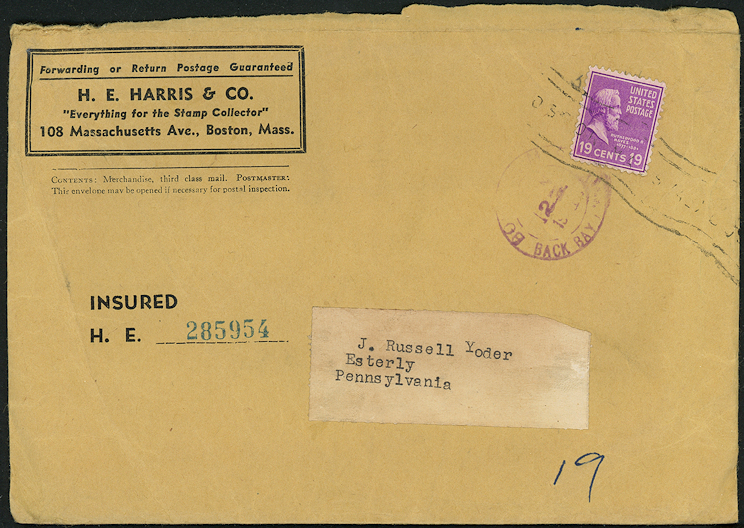 Forwarding or Return Postage Guaranteed
H. E. HARRIS & CO.
"Everything for the Stamp Collector"
108 Massachusetts Ave., Boston, Mass.
CONTENTS: Merchandise, third class mail. POSTMASTER:
This envelope may be opened if necessary for postal inspection.
UNITED
STATES
POSTAGE
RUTHERFORD B.
HAYES
19 CENTS 19
BACK BAY
INSURED
H. E. 285954
J. Russell Yoder
Esterly
Pennsylvania
19